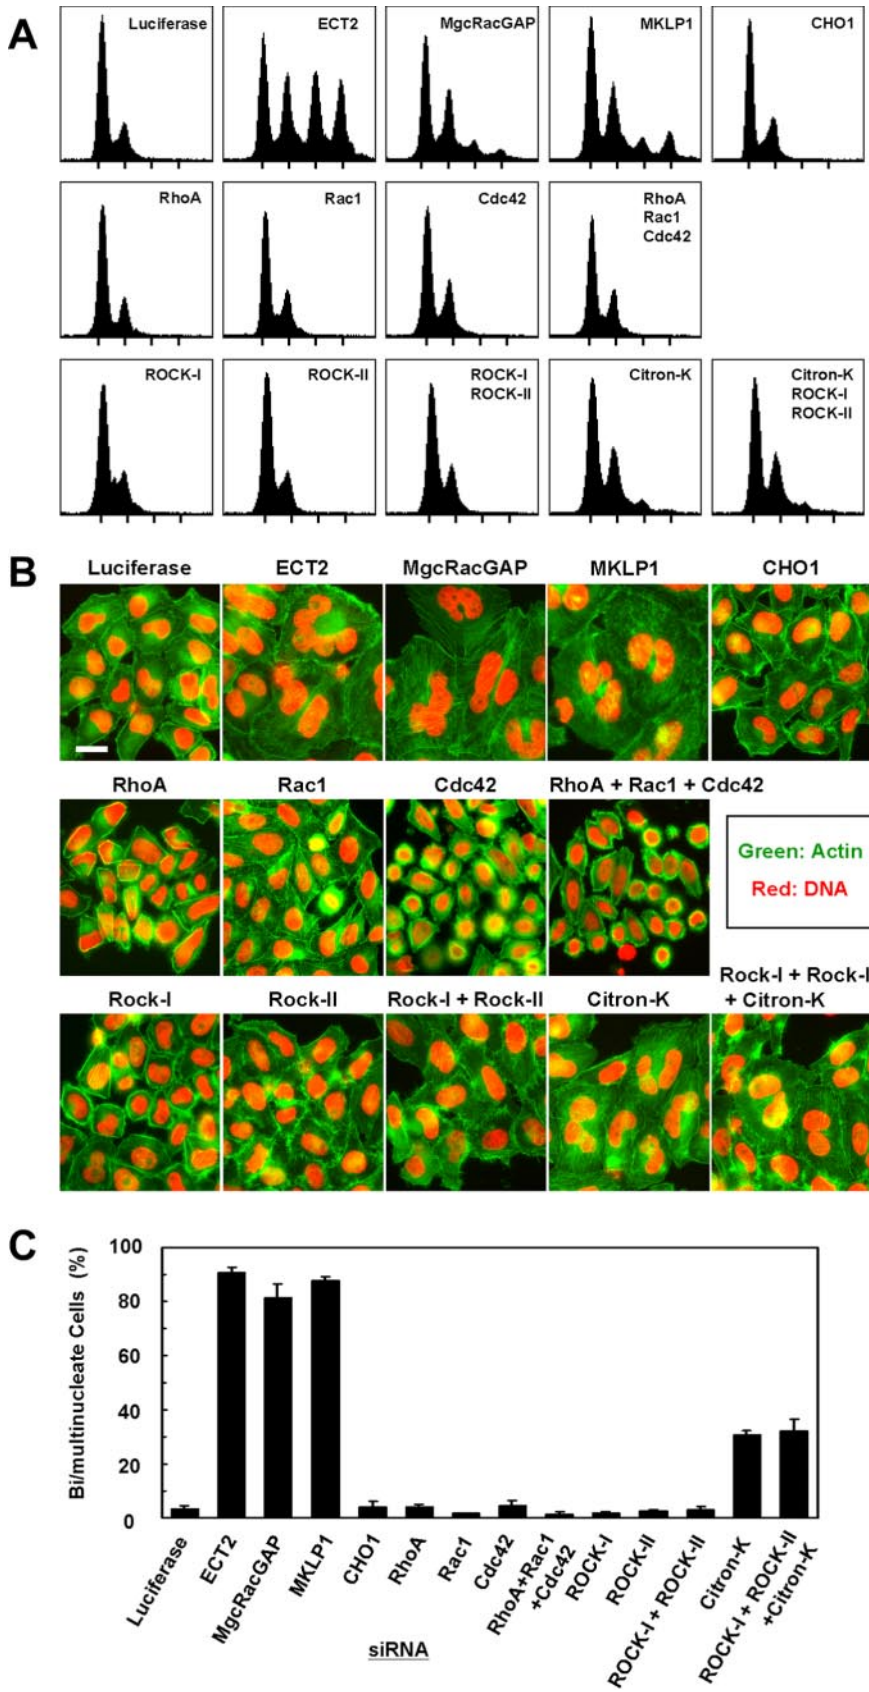 A
Luciferase
ECT2
MgcRacGAP
MKLP1
CHO1
RhoA
Rac1
Cdc42
RhoA
Rac1
Cdc42
ROCK-I
ROCK-II
ROCK-I
ROCK-II
Citron-K
Citron-K
ROCK-I
ROCK-II
B
Luciferase
ECT2
MgcRacGAP
MKLP1
CHO1
RhoA
Rac1
Cdc42
RhoA + Rac1 + Cdc42
Green: Actin
Red: DNA
Rock-I
Rock-II
Rock-I + Rock-II
Citron-K
Rock-I + Rock-I
+ Citron-K
C
Bi/multinucleate Cells (%)
100
80
60
40
20
0
Luciferase
ECT2
MgcRacGAP
MKLP1
CHO1
RhoA
Rac1
Cdc42
RhoA+Rac1
+Cdc42
ROCK-I
ROCK-II
ROCK-I + ROCK-II
Citron-K
ROCK-I + ROCK-II
+Citron-K
siRNA